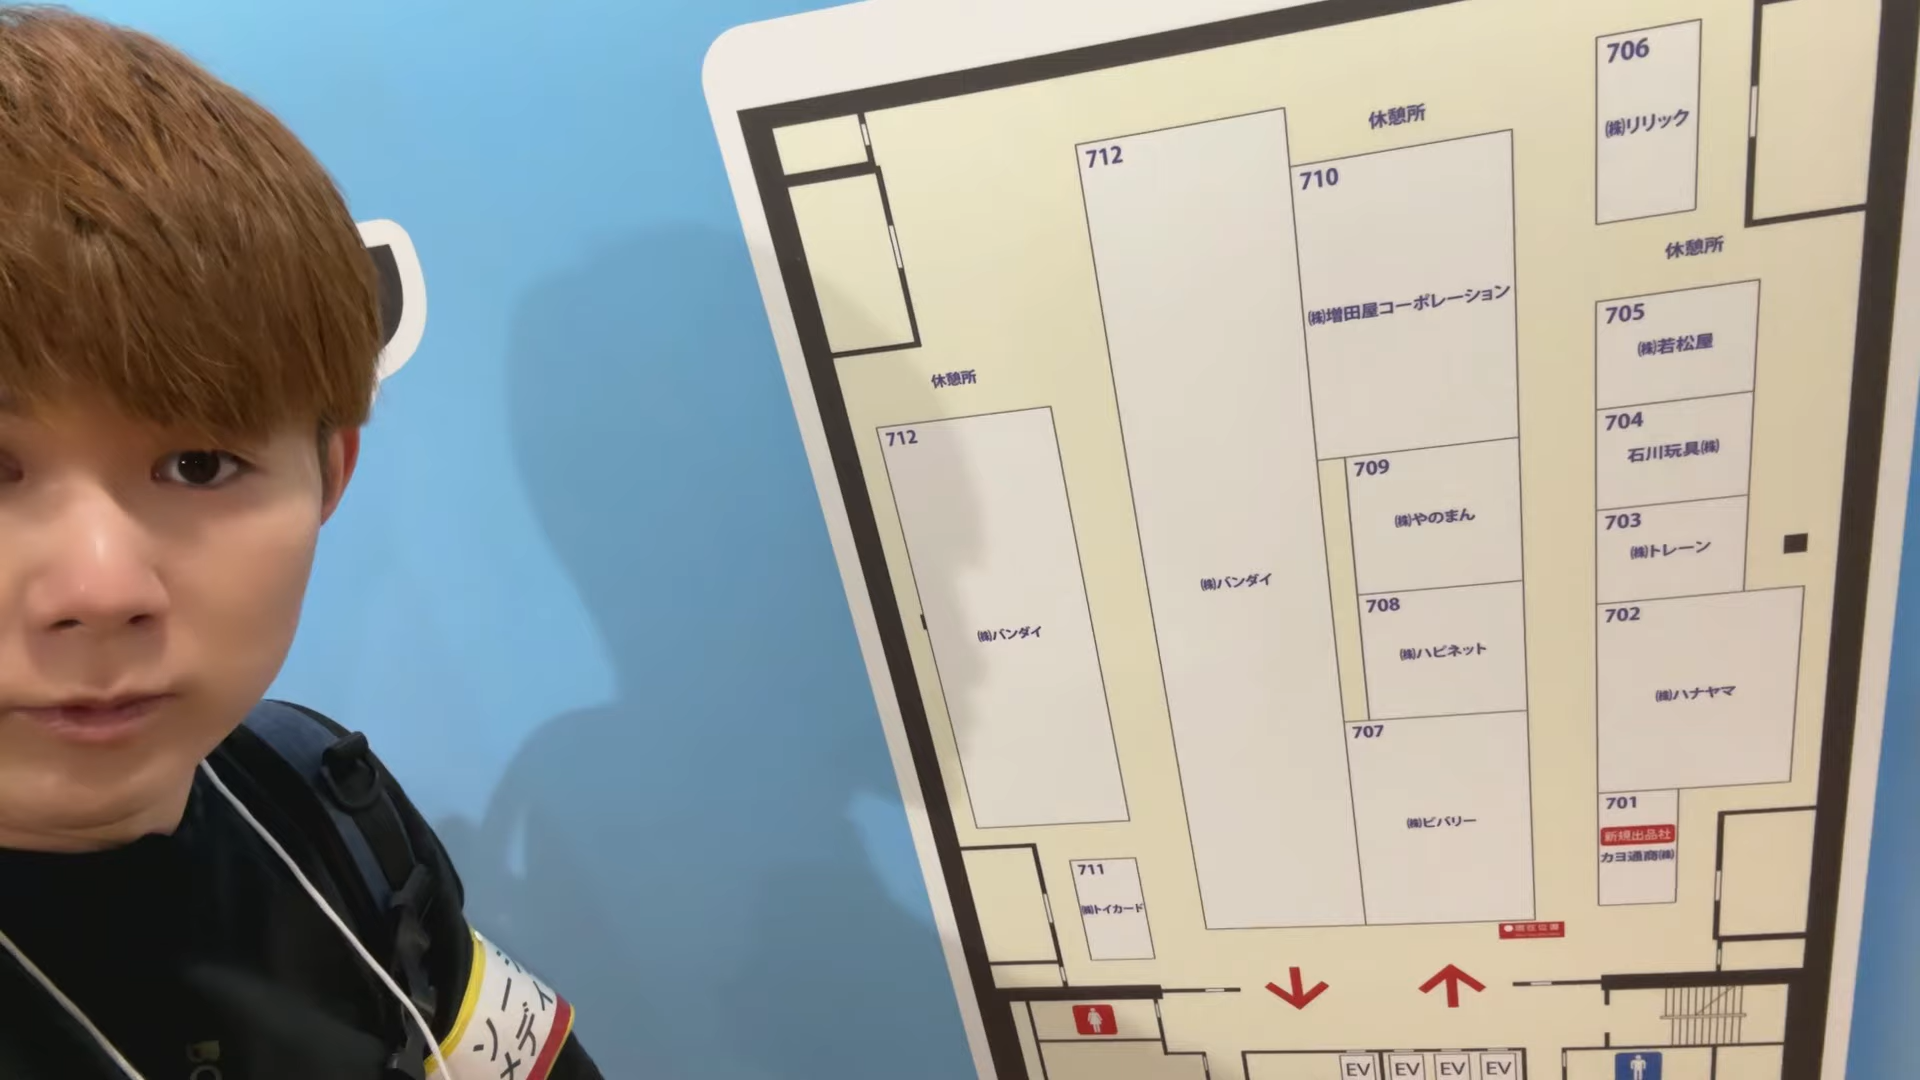 706
㈱リリック
休憩所
712
710
㈱増田屋コーポレーション
休憩所
705
㈱若松屋
休憩所
704
石川玩具㈱
712
709
㈱やのまん
703
㈱トレーン
㈱バンダイ
㈱バンダイ
708
㈱ハピネット
702
㈱ハナヤマ
707
㈱ビバリー
701
新規出品社
カヨ通商㈱
711
㈱トイカード
現在位置
EV
EV
EV
EV